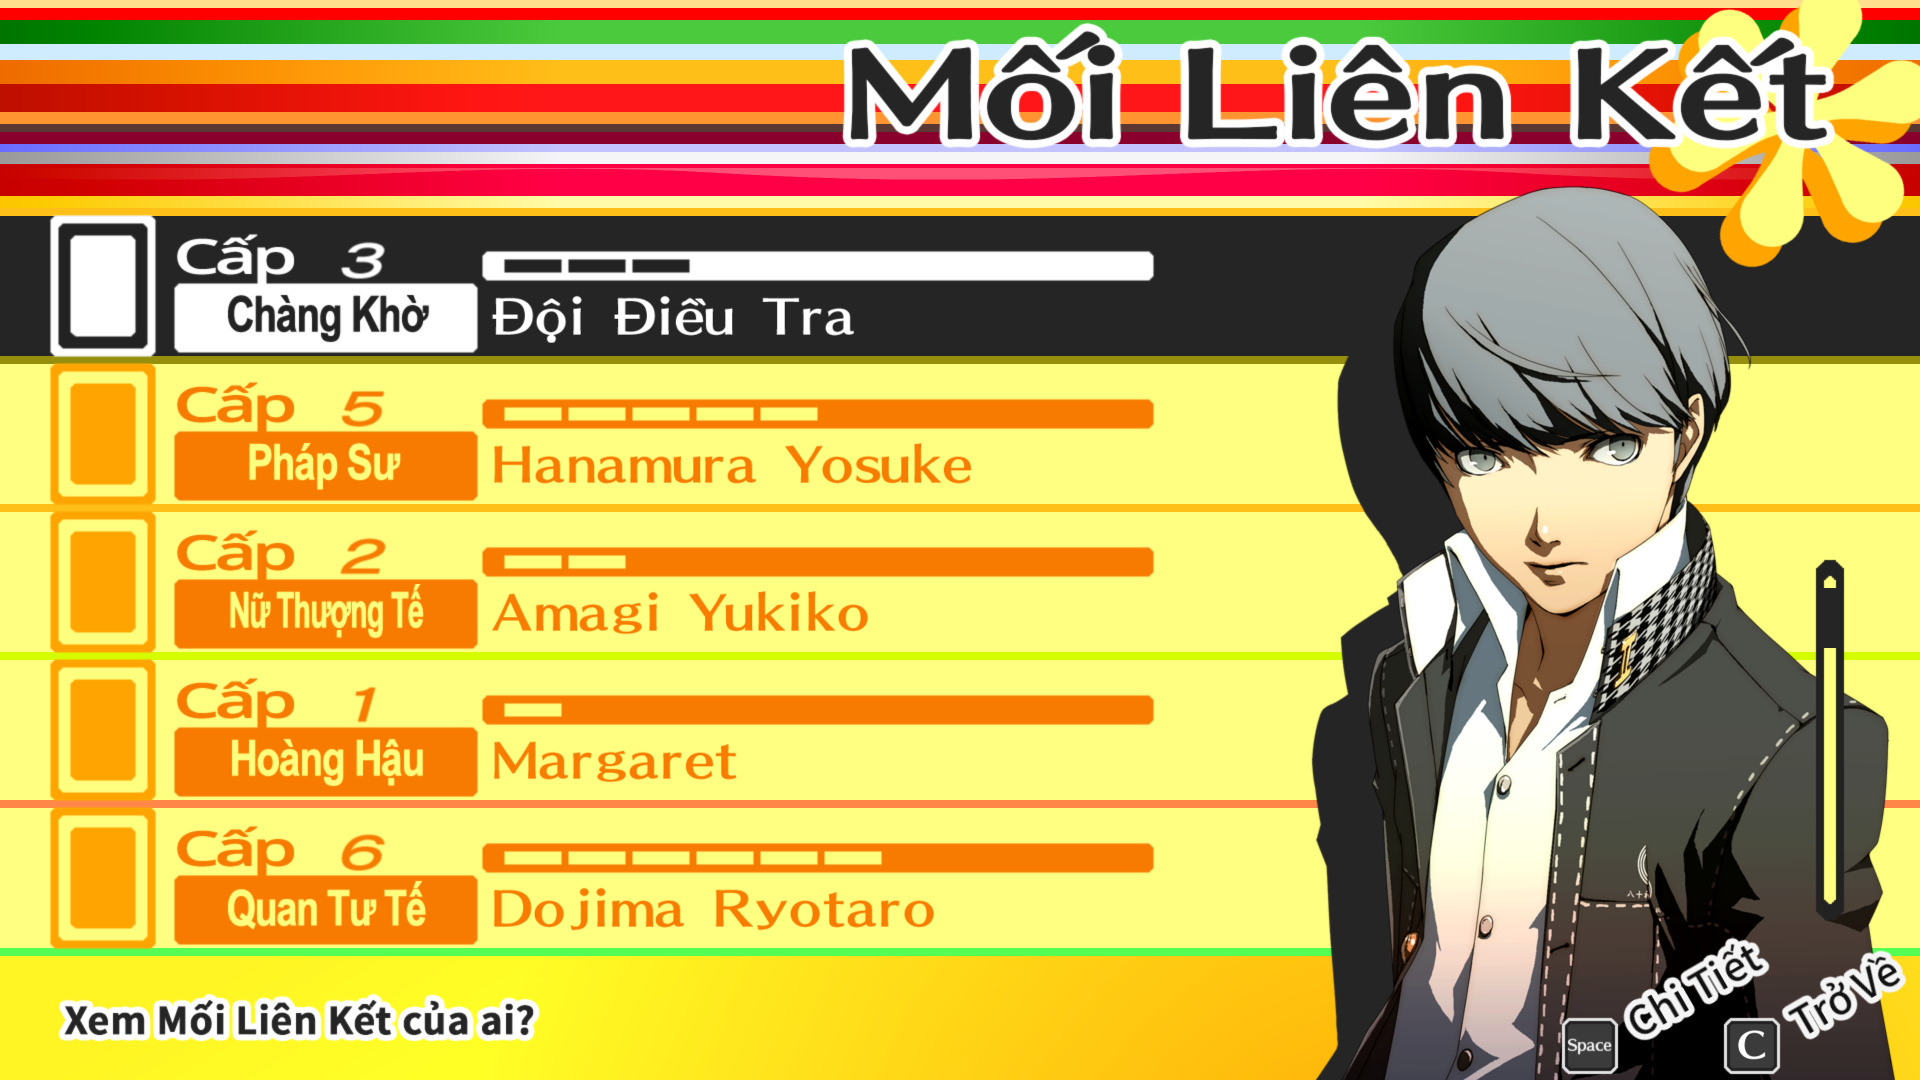 Mối Liên Kết
Cấp 3
Chàng Khờ
Đội Điều Tra
Cấp 5
Pháp Sư
Hanamura Yosuke
Cấp 2
Nữ Thượng Tế
Amagi Yukiko
Cấp 1
Hoàng Hậu
Margaret
Cấp 6
Quan Tư Tế
Dojima Ryotaro
Xem Mối Liên Kết của ai?
Space Chi Tiết
C Trở Về